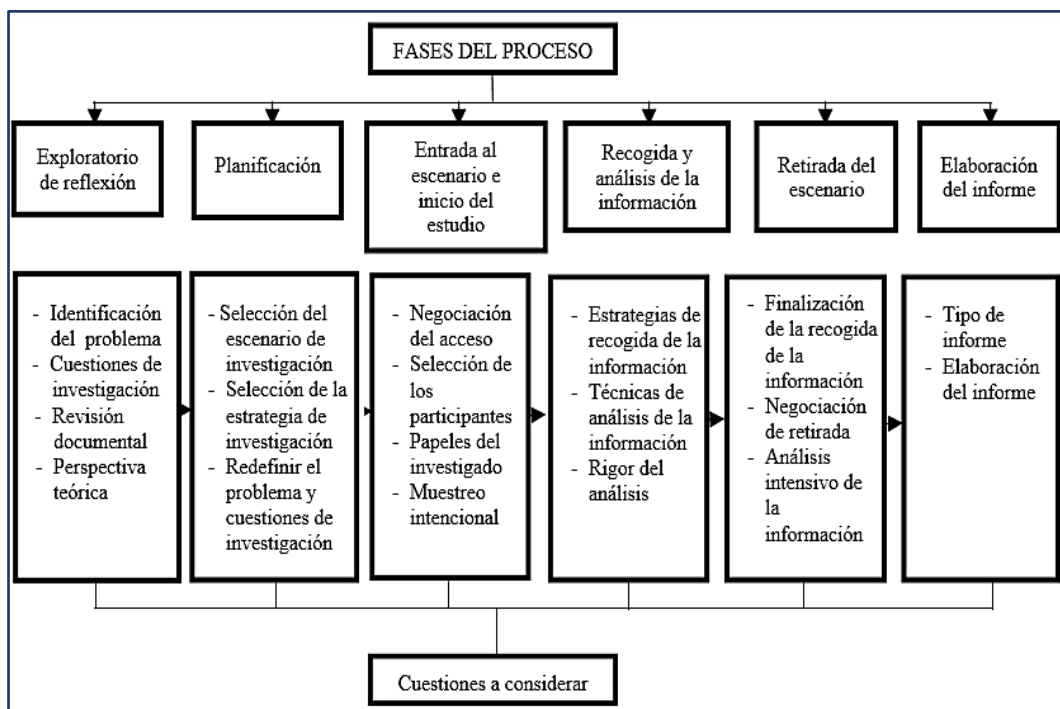 FASES DEL PROCESO
Exploratorio
de reflexión
Planificación
Entrada al
escenario e
inicio del
estudio
Recogida y
análisis de la
información
Retirada del
escenario
Elaboración
del informe
- Identificación
del problema
- Cuestiones de
investigación
- Revisión
documental
- Perspectiva
teórica
- Selección del
escenario de
investigación
- Selección de la
estrategia de
investigación
- Redefinir el
problema y
cuestiones de
investigación
- Negociación
del acceso
- Selección de
los
participantes
- Papeles del
investigado
- Muestreo
intencional
- Estrategias de
recogida de la
información
- Técnicas de
análisis de la
información
- Rigor del
análisis
- Finalización
de la recogida
de la
información
- Negociación
de retirada
- Análisis
intensivo de
la
información
- Tipo de
informe
- Elaboración
del informe
Cuestiones a considerar